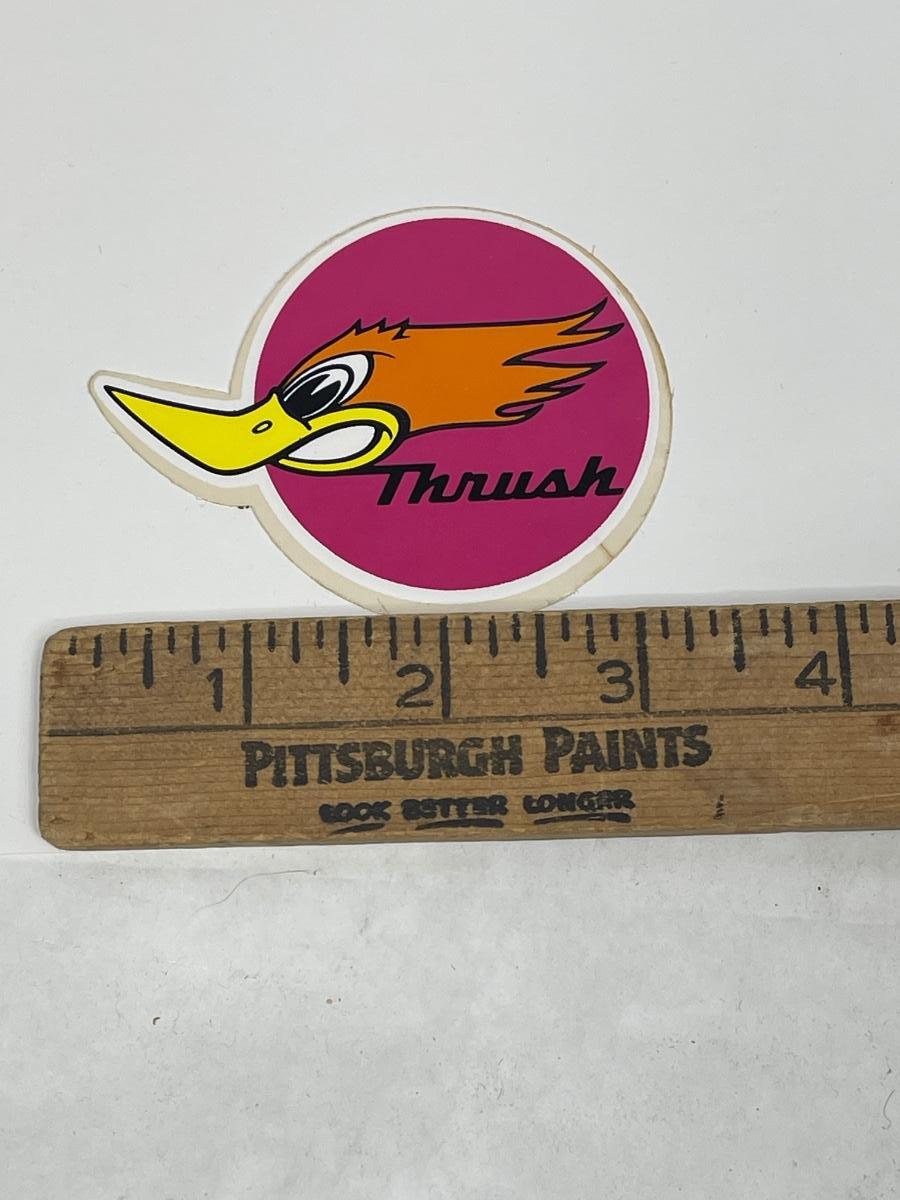 Thrush
1 2 3 4
PITTSBURGH PAINTS
LOOK BETTER LONGER